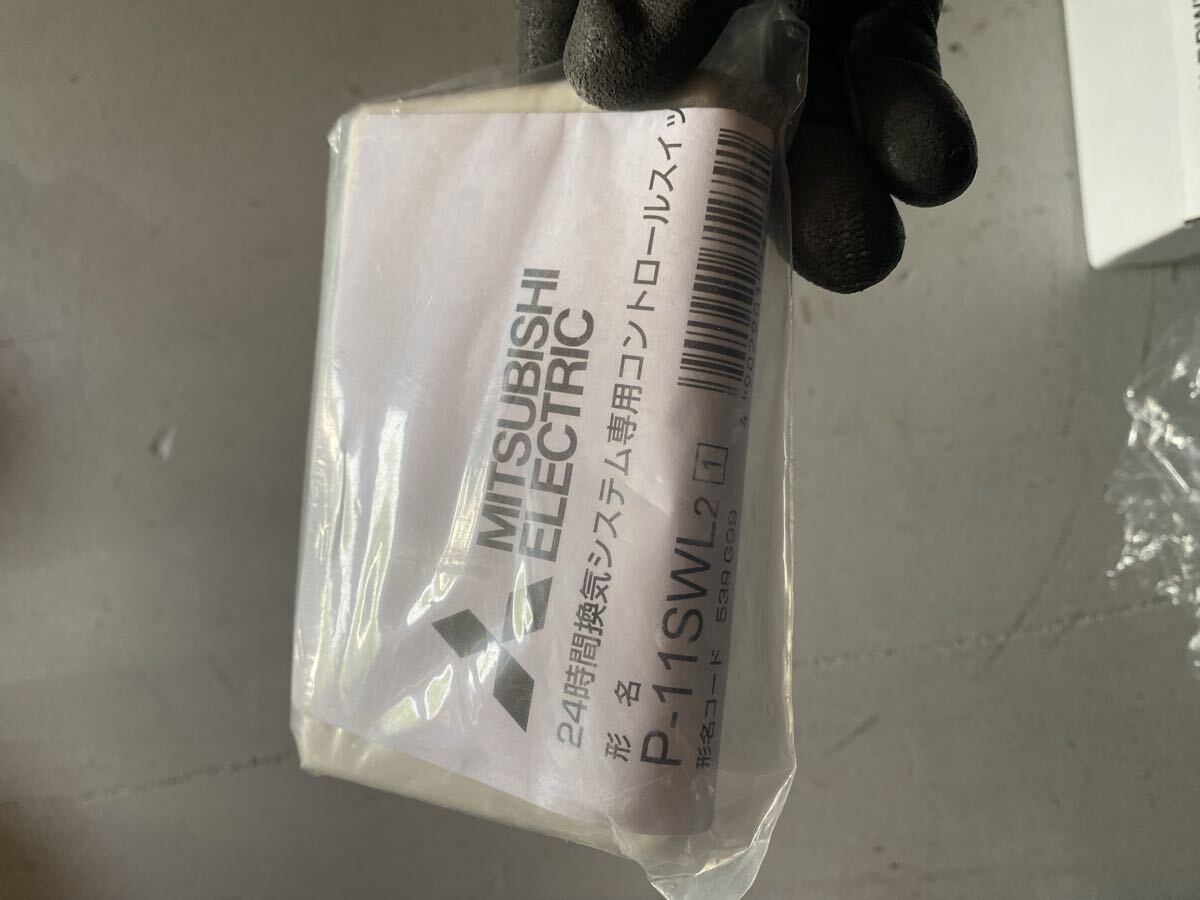 MITSUBISHI
ELECTRIC
24時間換気システム専用コントロールスイッ
形 名
P-11SWL2 1
形名コード 539G99